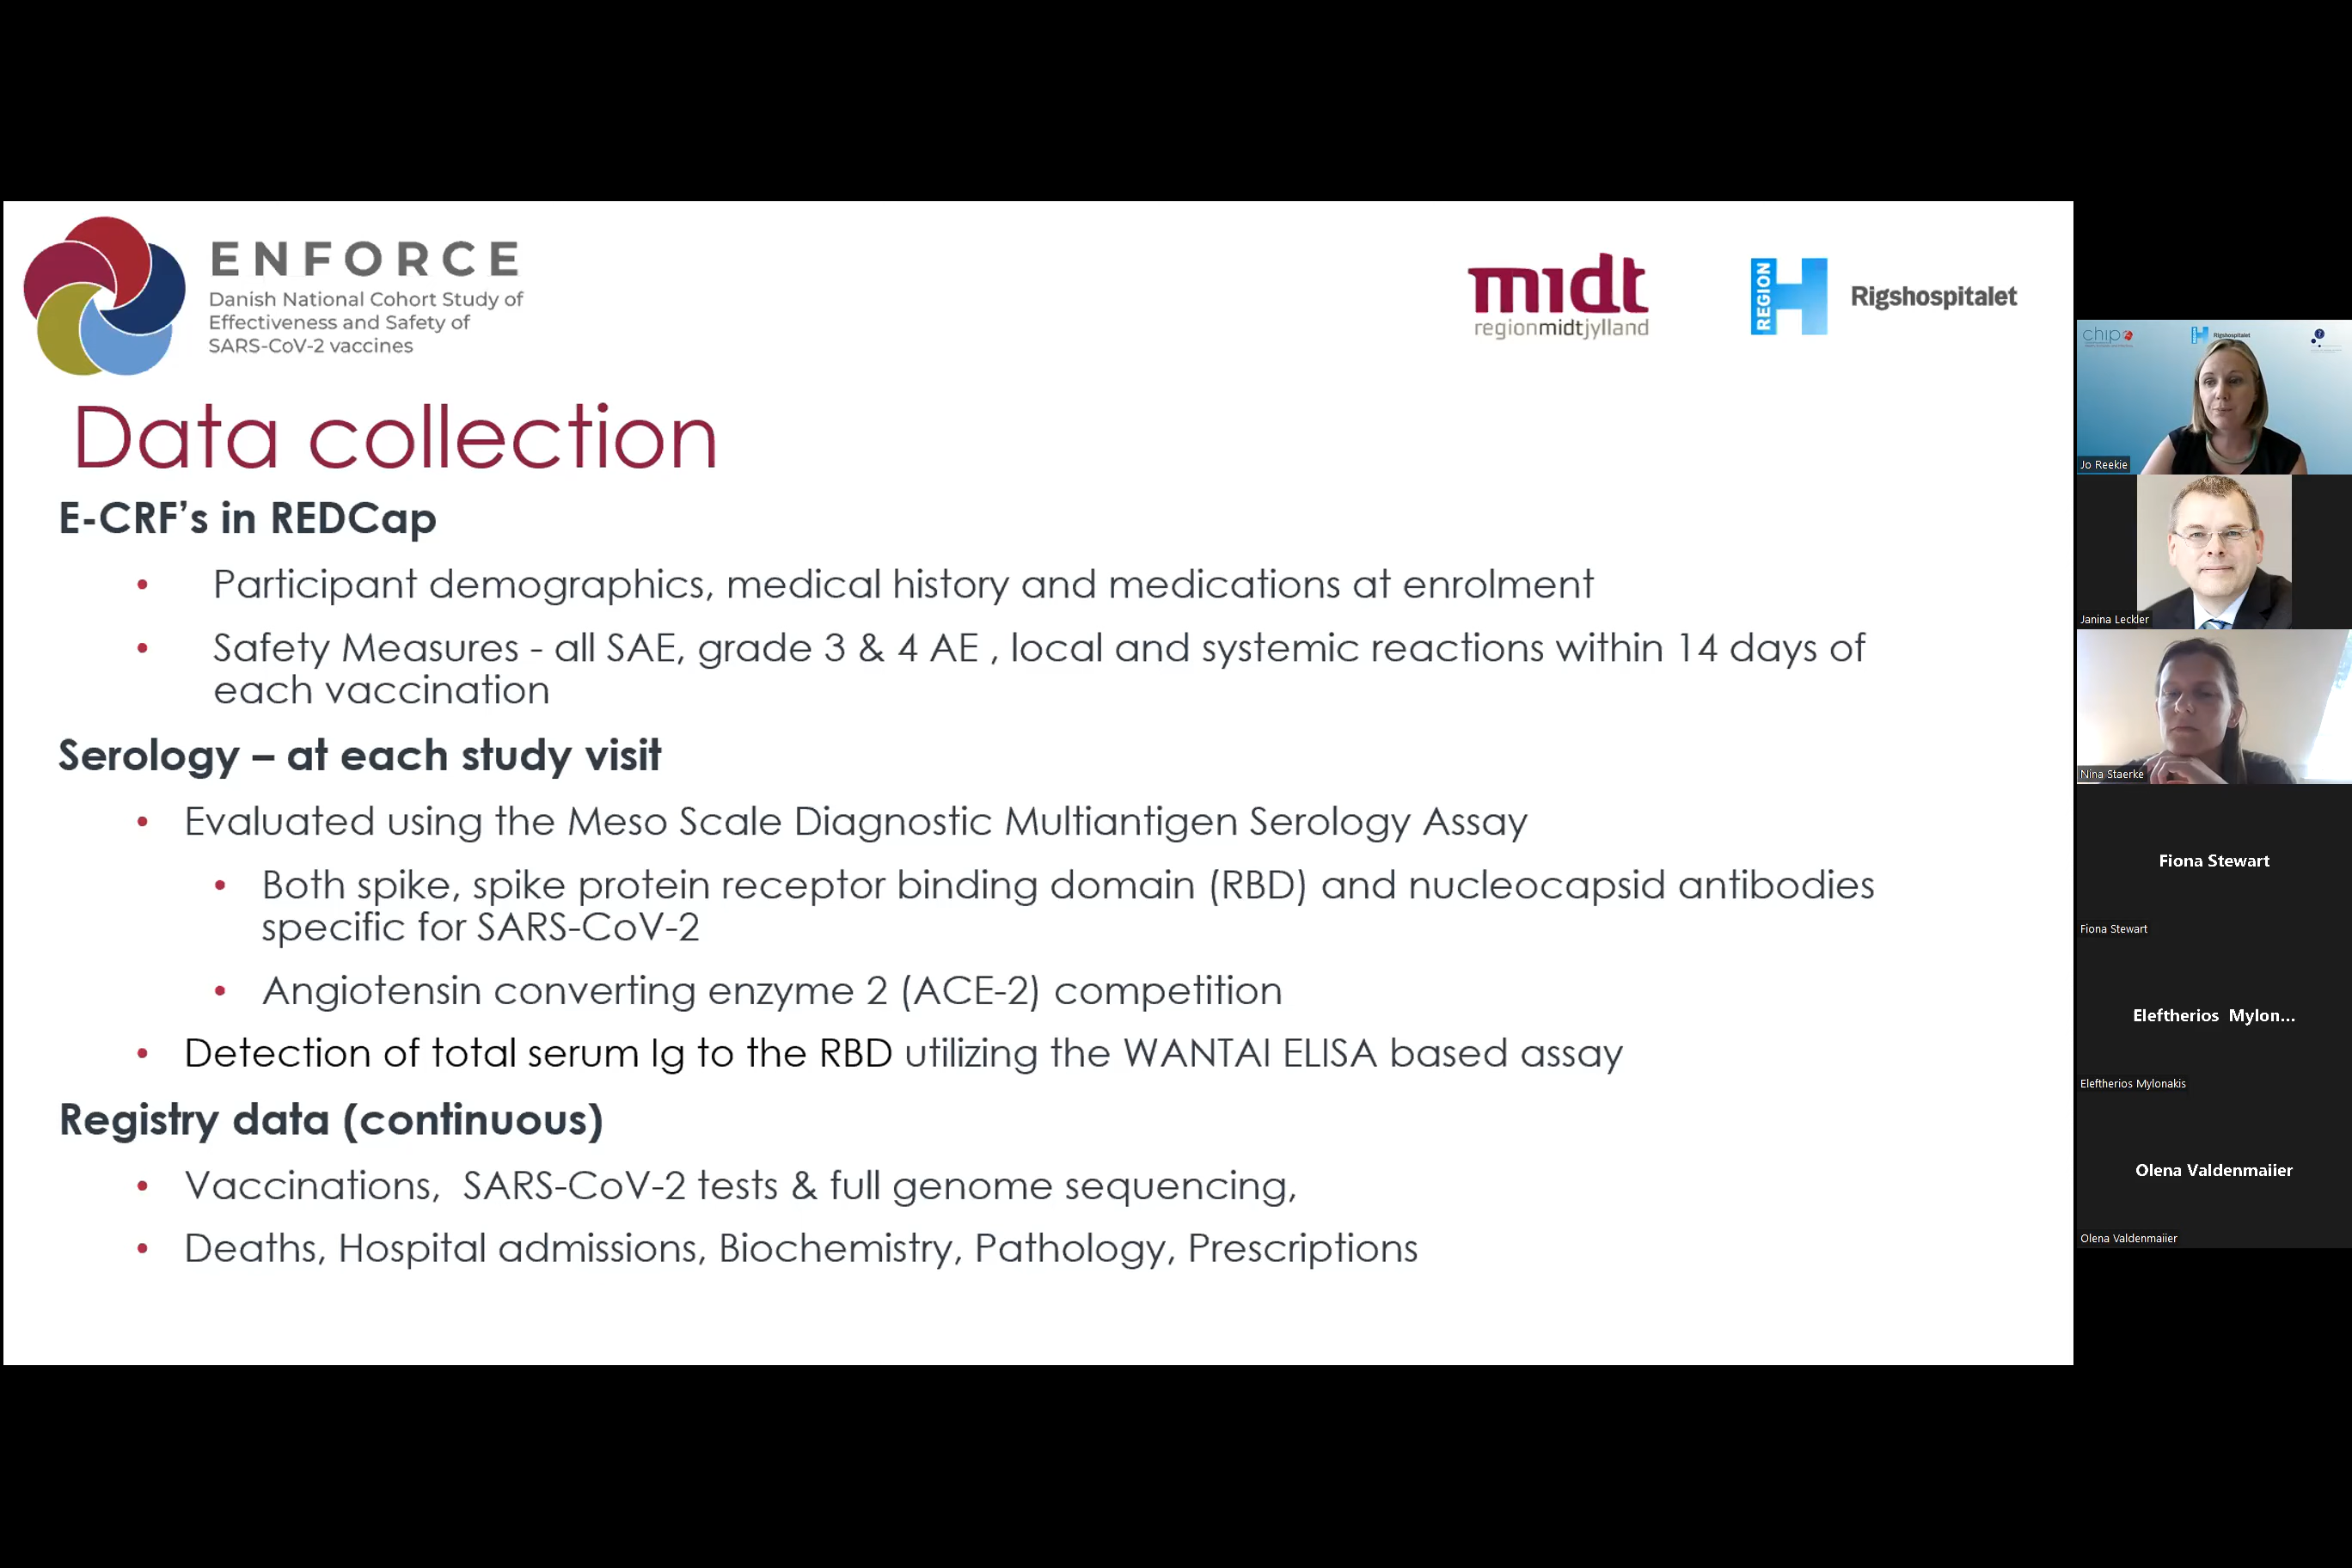 ENFORCE
Danish National Cohort Study of
Effectiveness and Safety of
SARS-CoV-2 vaccines
midt
regionmidtjylland
REGION
Rigshospitalet
Data collection
E-CRF’s in REDCap
• Participant demographics, medical history and medications at enrolment
• Safety Measures - all SAE, grade 3 & 4 AE , local and systemic reactions within 14 days of
each vaccination
Serology – at each study visit
• Evaluated using the Meso Scale Diagnostic Multiantigen Serology Assay
• Both spike, spike protein receptor binding domain (RBD) and nucleocapsid antibodies
specific for SARS-CoV-2
• Angiotensin converting enzyme 2 (ACE-2) competition
• Detection of total serum Ig to the RBD utilizing the WANTAI ELISA based assay
Registry data (continuous)
• Vaccinations, SARS-CoV-2 tests & full genome sequencing,
• Deaths, Hospital admissions, Biochemistry, Pathology, Prescriptions
chip
Rigshospitalet
Jo Reekie
Janina Leckler
Nina Staerke
Fiona Stewart
Fiona Stewart
Eleftherios Mylon...
Eleftherios Mylonakis
Olena Valdenmaiier
Olena Valdenmaiier